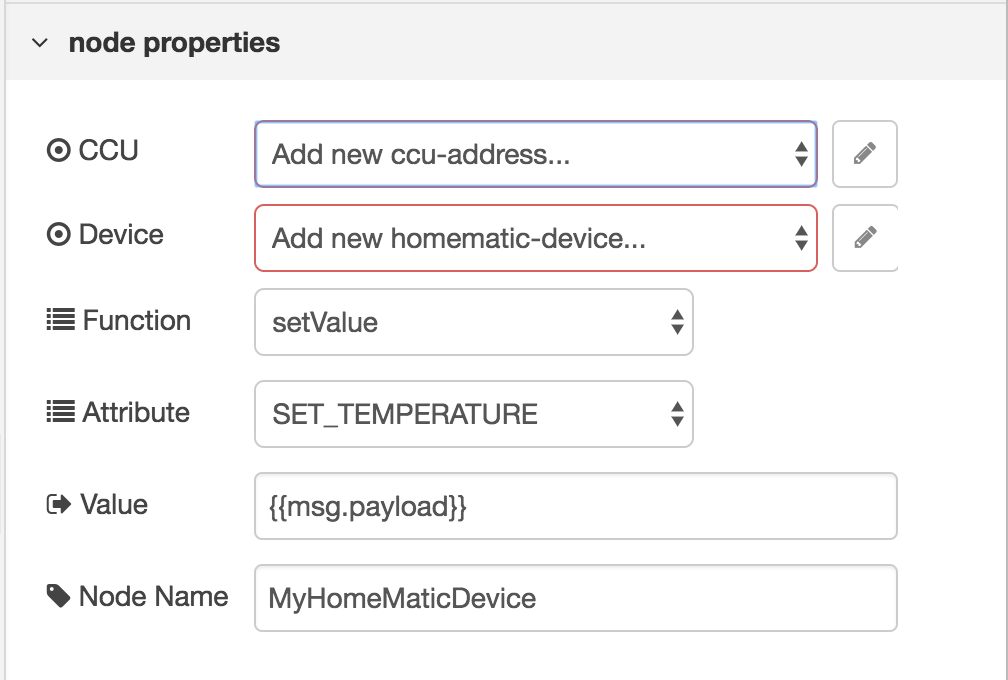 node properties
CCU Add new ccu-address...
Device Add new homematic-device...
Function setValue
Attribute SET_TEMPERATURE
Value {{msg.payload}}
Node Name MyHomeMaticDevice